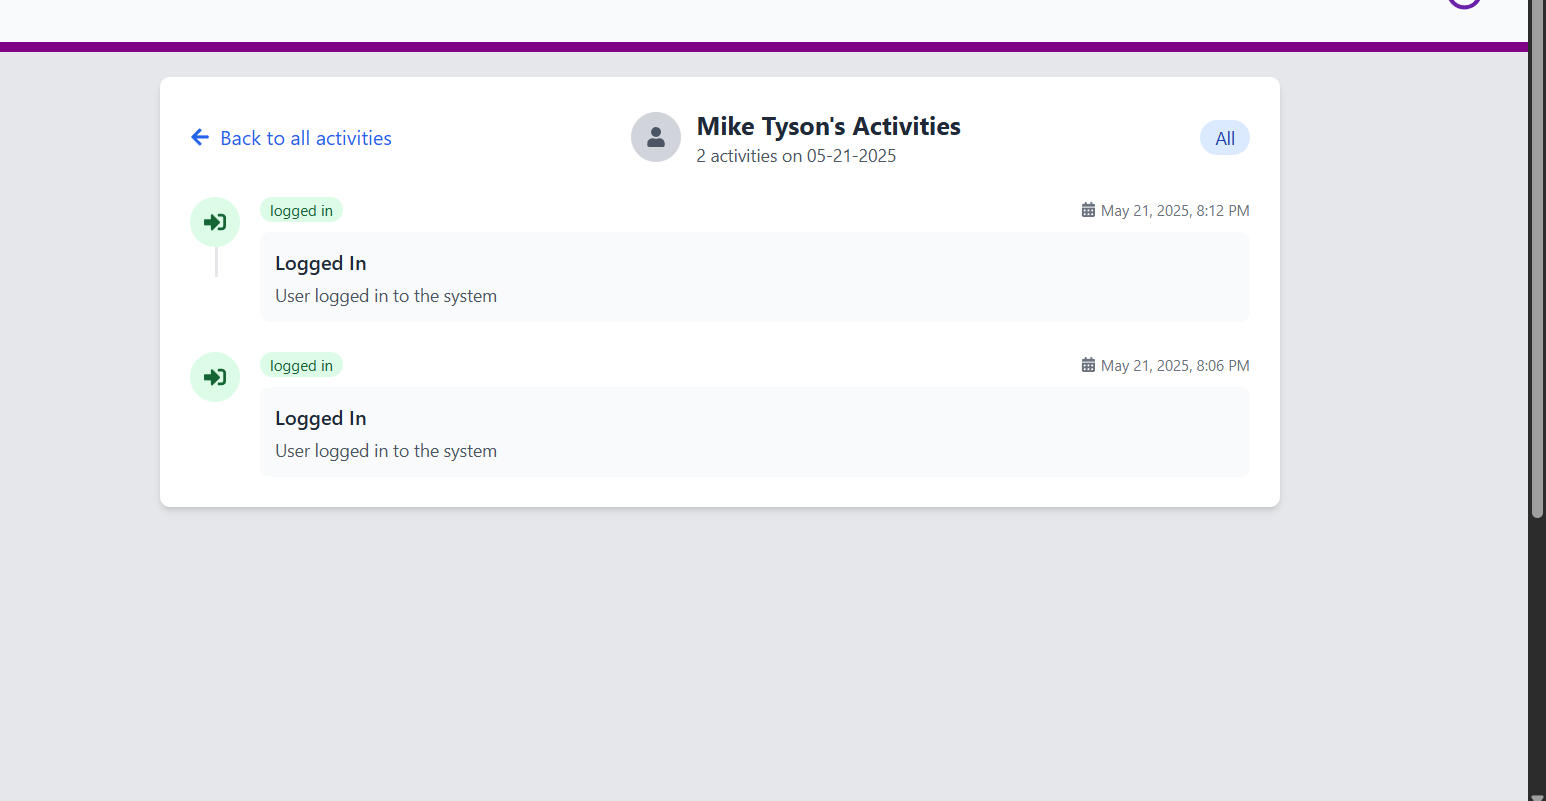 Back to all activities
Mike Tyson's Activities
2 activities on 05-21-2025
All
logged in
May 21, 2025, 8:12 PM
Logged In
User logged in to the system
logged in
May 21, 2025, 8:06 PM
Logged In
User logged in to the system